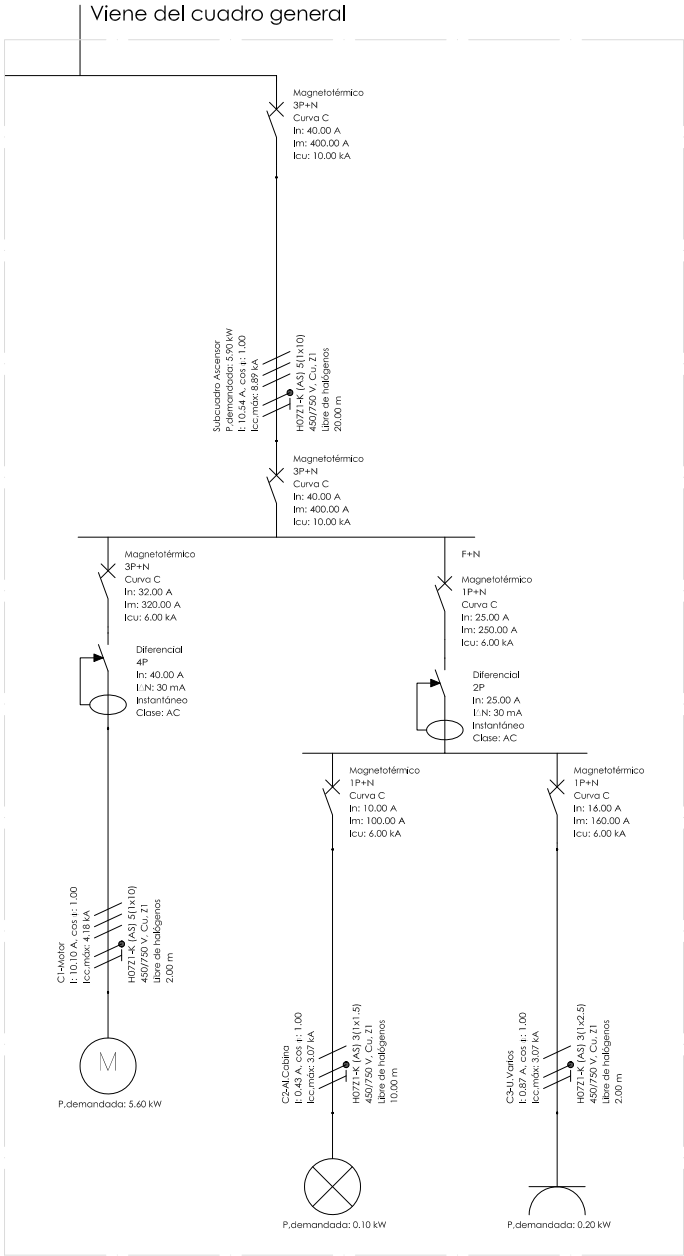 Viene del cuadro general
Magnetotérmico
3P+N
Curva C
In: 40.00 A
Im: 400.00 A
Icu: 10.00 kA
Subcuadro Ascensor
P.demandada: 5.90 kW
I: 10.54 A, cos φ: 1.00
Icc.máx: 8.89 kA
H07Z1-K (AS) 5(1x10)
450/750 V, Cu, Z1
Libre de halógenos
20.00 m
Magnetotérmico
3P+N
Curva C
In: 40.00 A
Im: 400.00 A
Icu: 10.00 kA
Magnetotérmico
3P+N
Curva C
In: 32.00 A
Im: 320.00 A
Icu: 6.00 kA
F+N
Magnetotérmico
1P+N
Curva C
In: 25.00 A
Im: 250.00 A
Icu: 6.00 kA
Diferencial
4P
In: 40.00 A
IΔN: 30 mA
Instantáneo
Clase: AC
Diferencial
2P
In: 25.00 A
IΔN: 30 mA
Instantáneo
Clase: AC
Magnetotérmico
1P+N
Curva C
In: 10.00 A
Im: 100.00 A
Icu: 6.00 kA
Magnetotérmico
1P+N
Curva C
In: 16.00 A
Im: 160.00 A
Icu: 6.00 kA
C1-Motor
I: 10.10 A, cos φ: 1.00
Icc.máx: 4.18 kA
H07Z1-K (AS) 5(1x10)
450/750 V, Cu, Z1
Libre de halógenos
2.00 m
M
P.demandada: 5.60 kW
C2-Al.Cabina
I: 0.43 A, cos φ: 1.00
Icc.máx: 3.07 kA
H07Z1-K (AS) 3(1x1.5)
450/750 V, Cu, Z1
Libre de halógenos
10.00 m
P.demandada: 0.10 kW
C3-U.Varios
I: 0.87 A, cos φ: 1.00
Icc.máx: 3.07 kA
H07Z1-K (AS) 3(1x2.5)
450/750 V, Cu, Z1
Libre de halógenos
2.00 m
P.demandada: 0.20 kW